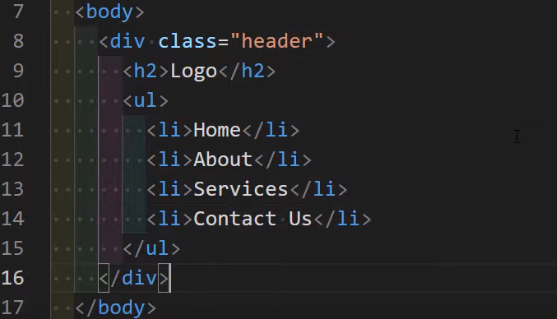 7 <body>
8 <div class="header">
9 <h2>Logo</h2>
10 <ul>
11 <li>Home</li>
12 <li>About</li>
13 <li>Services</li>
14 <li>Contact Us</li>
15 </ul>
16 </div>
17 </body>